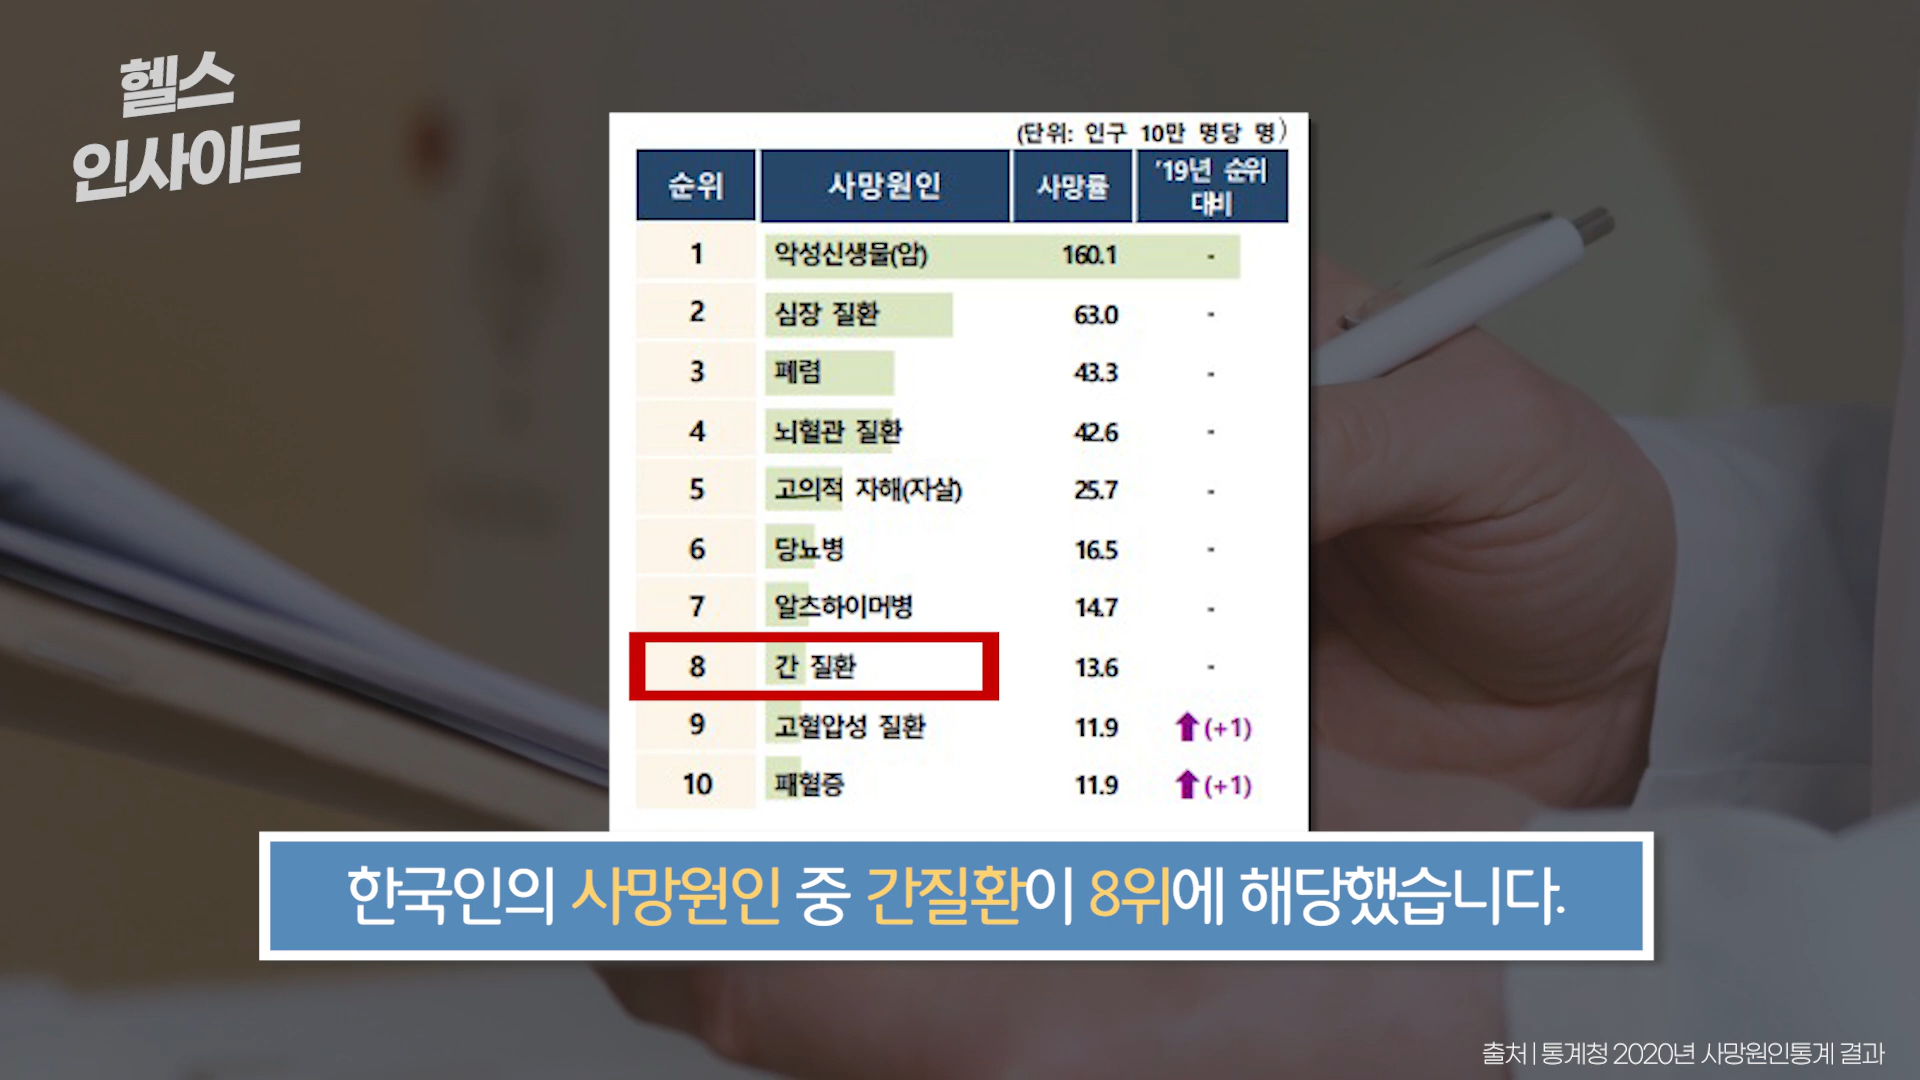 헬스
인사이드
(단위: 인구 10만 명당 명)
순위 사망원인 사망률 '19년 순위 대비
1 악성신생물(암) 160.1 -
2 심장 질환 63.0 -
3 폐렴 43.3 -
4 뇌혈관 질환 42.6 -
5 고의적 자해(자살) 25.7 -
6 당뇨병 16.5 -
7 알츠하이머병 14.7 -
8 간 질환 13.6 -
9 고혈압성 질환 11.9 ⬆(+1)
10 패혈증 11.9 ⬆(+1)
한국인의 사망원인 중 간질환이 8위에 해당했습니다.
출처 | 통계청 2020년 사망원인통계 결과